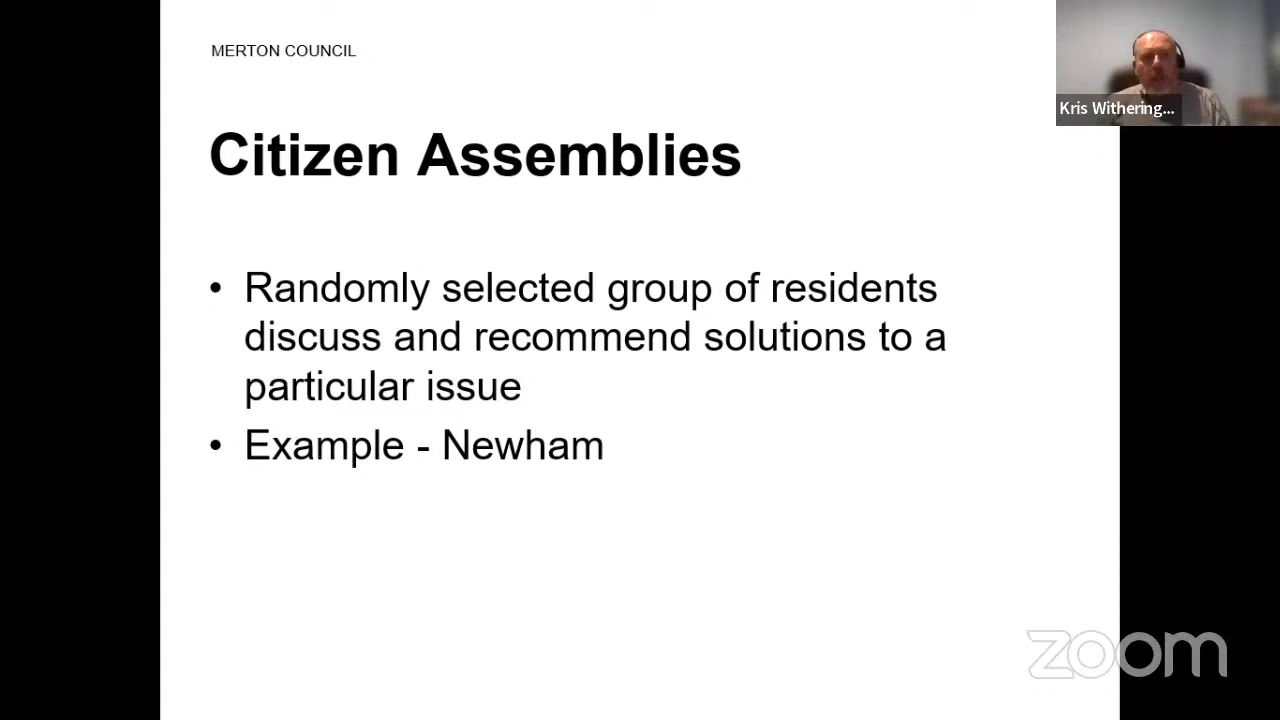 MERTON COUNCIL
Kris Withering...
Citizen Assemblies
• Randomly selected group of residents
discuss and recommend solutions to a
particular issue
• Example - Newham
zoom